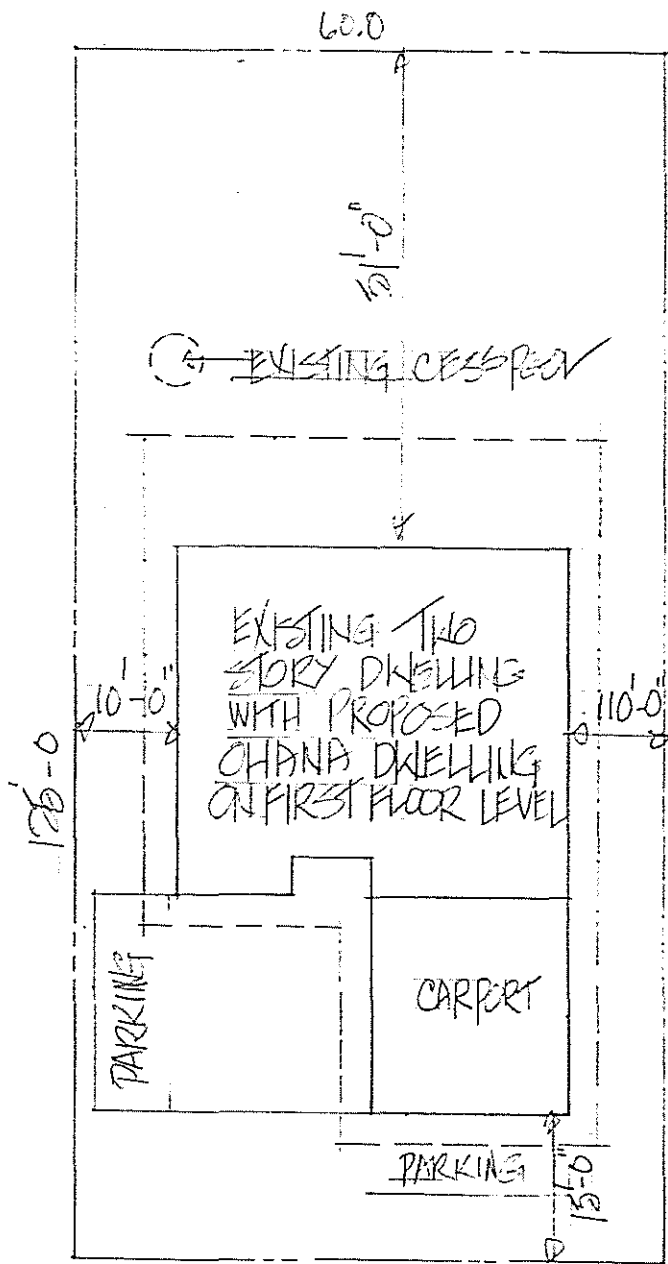 60.0
51'-0"
EXISTING CESSPOOL
EXISTING TWO
STORY DWELLING
WITH PROPOSED
OHANA DWELLING
ON FIRST FLOOR LEVEL
10'-0"
10'-0"
125'-0
PARKING
CARPORT
PARKING
15'-0"